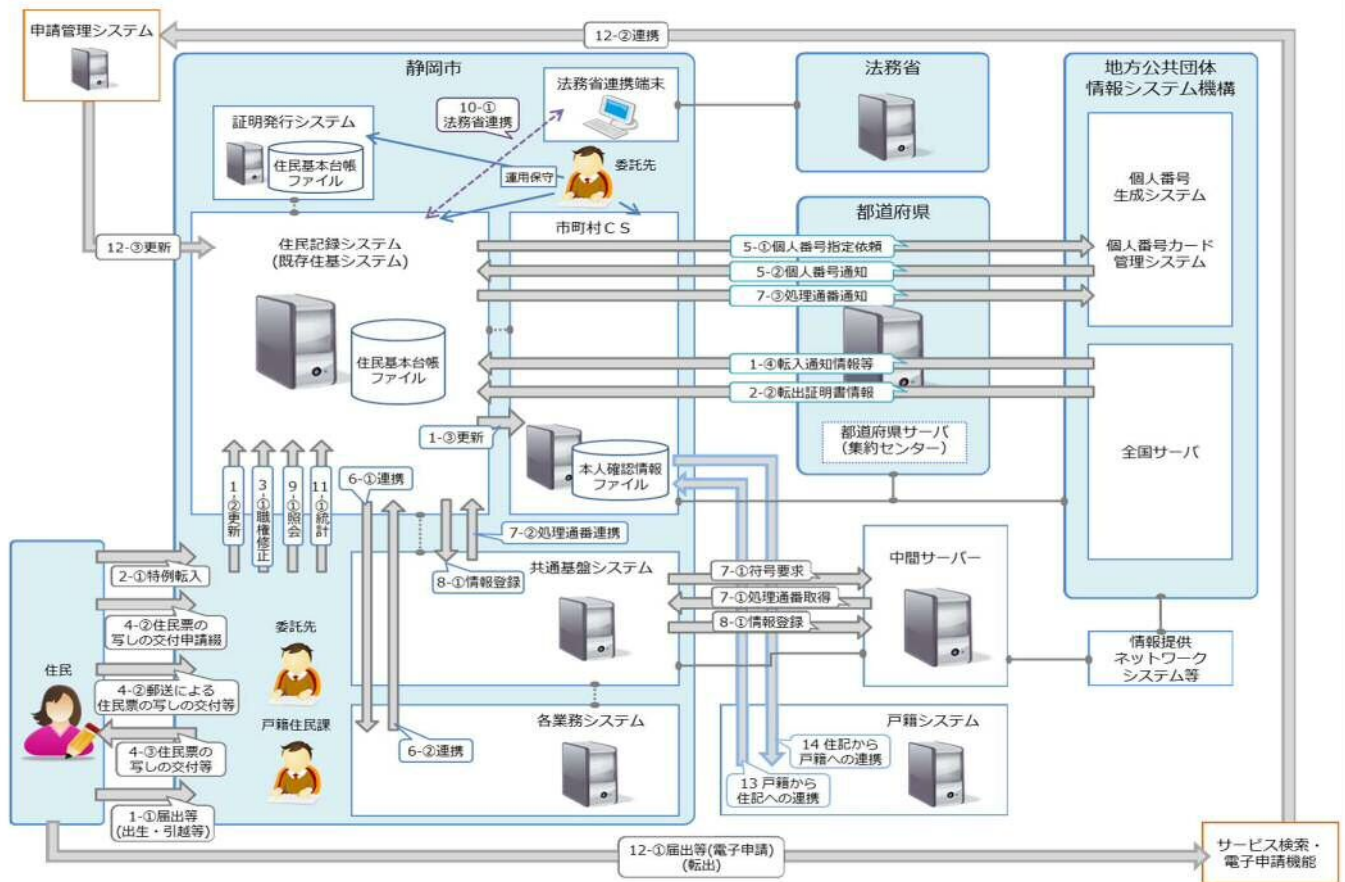 申請管理システム
12-②連携
静岡市
法務省連携端末
10-①
法務省連携
証明発行システム
住民基本台帳
ファイル
運用保守
委託先
法務省
地方公共団体
情報システム機構
個人番号
生成システム
個人番号カード
管理システム
都道府県
12-③更新
住民記録システム
(既存住基システム)
住民基本台帳
ファイル
市町村CS
5-①個人番号指定依頼
5-②個人番号通知
7-③処理通番通知
1-④転入通知情報等
2-②転出証明書情報
都道府県サーバ
(集約センター)
全国サーバ
1-③更新
本人確認情報
ファイル
1-②更新
3-①職権修正
9-①照会
11-①統計
6-①連携
7-②処理通番連携
8-①情報登録
共通基盤システム
7-①符号要求
7-①処理通番取得
8-①情報登録
中間サーバー
情報提供
ネットワーク
システム等
住民
2-①特例転入
4-②住民票の
写しの交付申請綴
4-②郵送による
住民票の写しの交付等
4-③住民票の
写しの交付等
1-①届出等
(出生・引越等)
委託先
戸籍住民課
各業務システム
6-②連携
戸籍システム
14 住記から
戸籍への連携
13 戸籍から
住記への連携
12-①届出等(電子申請)
(転出)
サービス検索・
電子申請機能